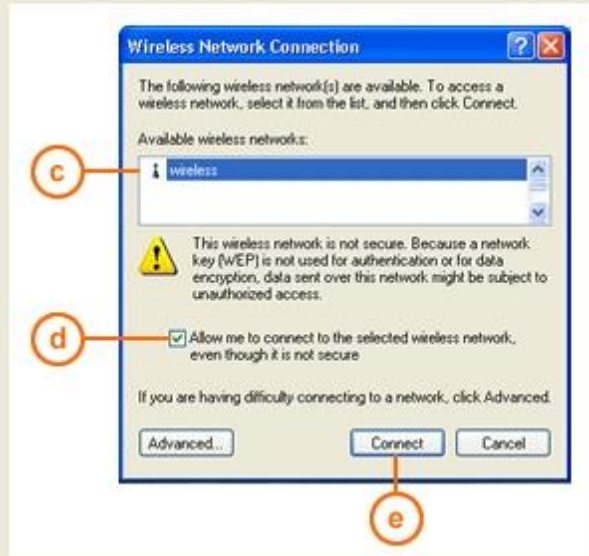 Wireless Network Connection
The following wireless network(s) are available. To access a
wireless network, select it from the list, and then click Connect.
Available wireless networks:
c
wireless
This wireless network is not secure. Because a network
key (WEP) is not used for authentication or for data
encryption, data sent over this network might be subject to
unauthorized access.
d
Allow me to connect to the selected wireless network,
even though it is not secure
If you are having difficulty connecting to a network, click Advanced.
Advanced...
Connect
Cancel
e